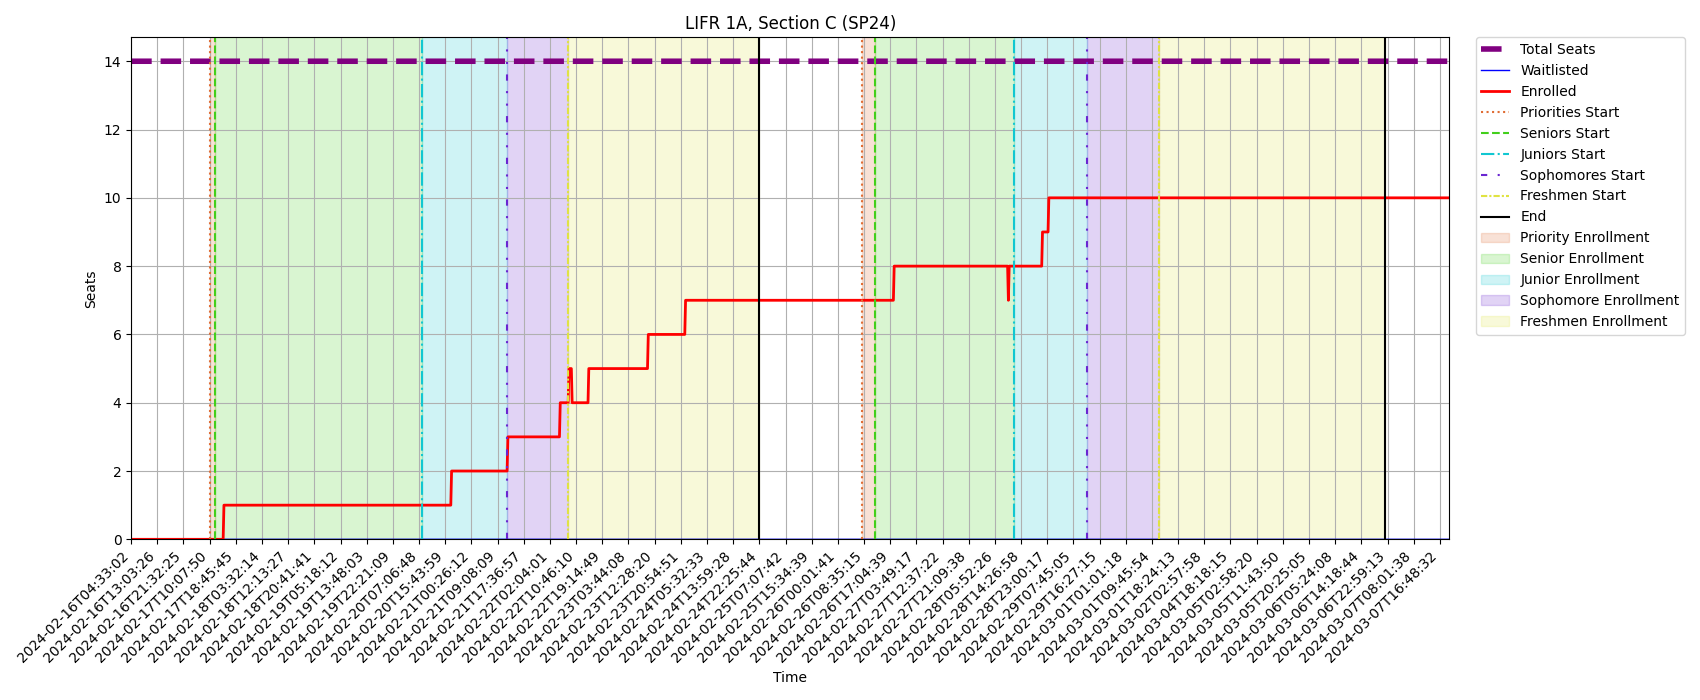 LIFR 1A, Section C (SP24)
Seats
14
12
10
8
6
4
2
0
2024-02-16T04:33:02
2024-02-16T13:03:26
2024-02-16T21:32:25
2024-02-17T10:07:50
2024-02-17T18:45:45
2024-02-18T03:32:14
2024-02-18T12:13:27
2024-02-18T20:41:41
2024-02-19T05:18:12
2024-02-19T13:48:03
2024-02-19T22:21:09
2024-02-20T07:06:48
2024-02-20T15:43:59
2024-02-21T00:26:12
2024-02-21T09:08:09
2024-02-21T17:36:57
2024-02-22T02:04:01
2024-02-22T10:46:10
2024-02-22T19:14:49
2024-02-23T03:44:08
2024-02-23T12:28:20
2024-02-23T20:54:51
2024-02-24T05:32:33
2024-02-24T13:59:28
2024-02-24T22:25:44
2024-02-25T07:07:42
2024-02-25T15:34:39
2024-02-26T00:01:41
2024-02-26T08:35:15
2024-02-26T17:04:39
2024-02-27T03:49:17
2024-02-27T12:37:22
2024-02-27T21:09:38
2024-02-28T05:52:26
2024-02-28T14:26:58
2024-02-28T23:00:17
2024-02-29T07:45:05
2024-02-29T16:27:15
2024-03-01T01:01:18
2024-03-01T09:45:54
2024-03-01T18:24:13
2024-03-02T02:57:58
2024-03-04T18:18:15
2024-03-05T02:58:20
2024-03-05T11:43:50
2024-03-05T20:25:05
2024-03-06T05:24:08
2024-03-06T14:18:44
2024-03-06T22:59:13
2024-03-07T08:01:38
2024-03-07T16:48:32
Time
Total Seats
Waitlisted
Enrolled
Priorities Start
Seniors Start
Juniors Start
Sophomores Start
Freshmen Start
End
Priority Enrollment
Senior Enrollment
Junior Enrollment
Sophomore Enrollment
Freshmen Enrollment